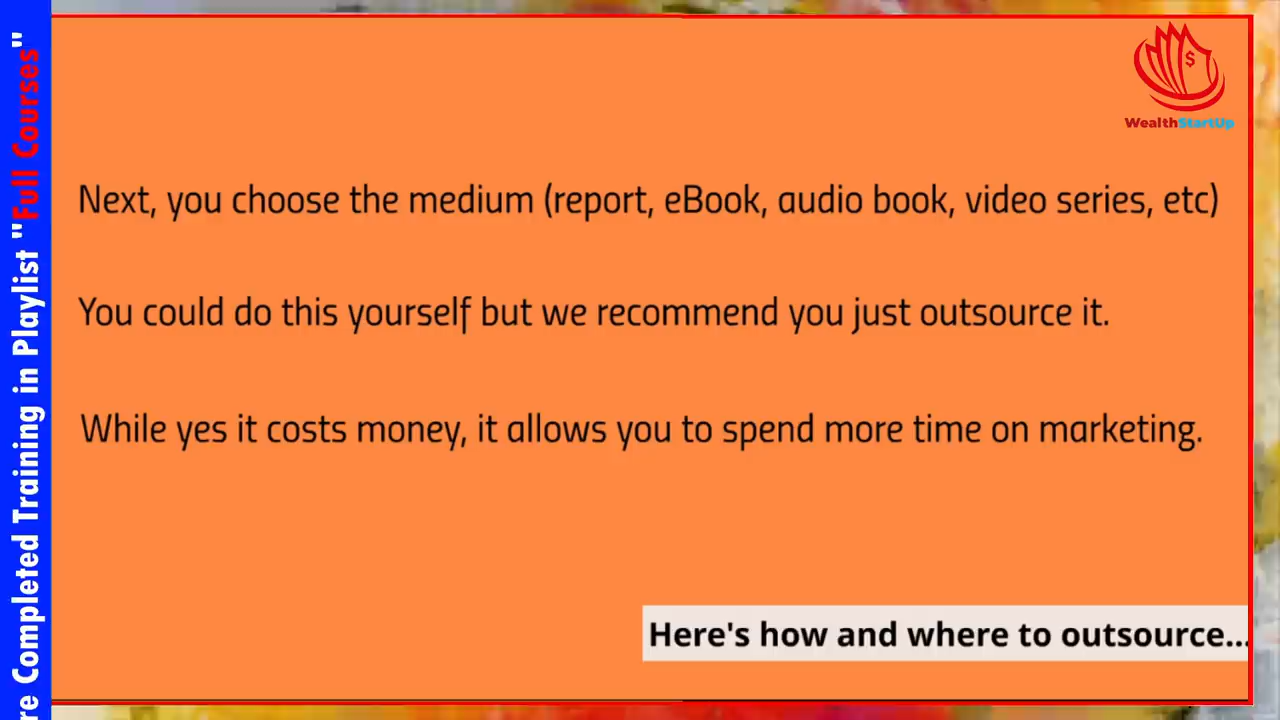 WealthStartUp
Next, you choose the medium (report, eBook, audio book, video series, etc)
You could do this yourself but we recommend you just outsource it.
While yes it costs money, it allows you to spend more time on marketing.
Here's how and where to outsource...
Completed Training in Playlist "Full Courses"